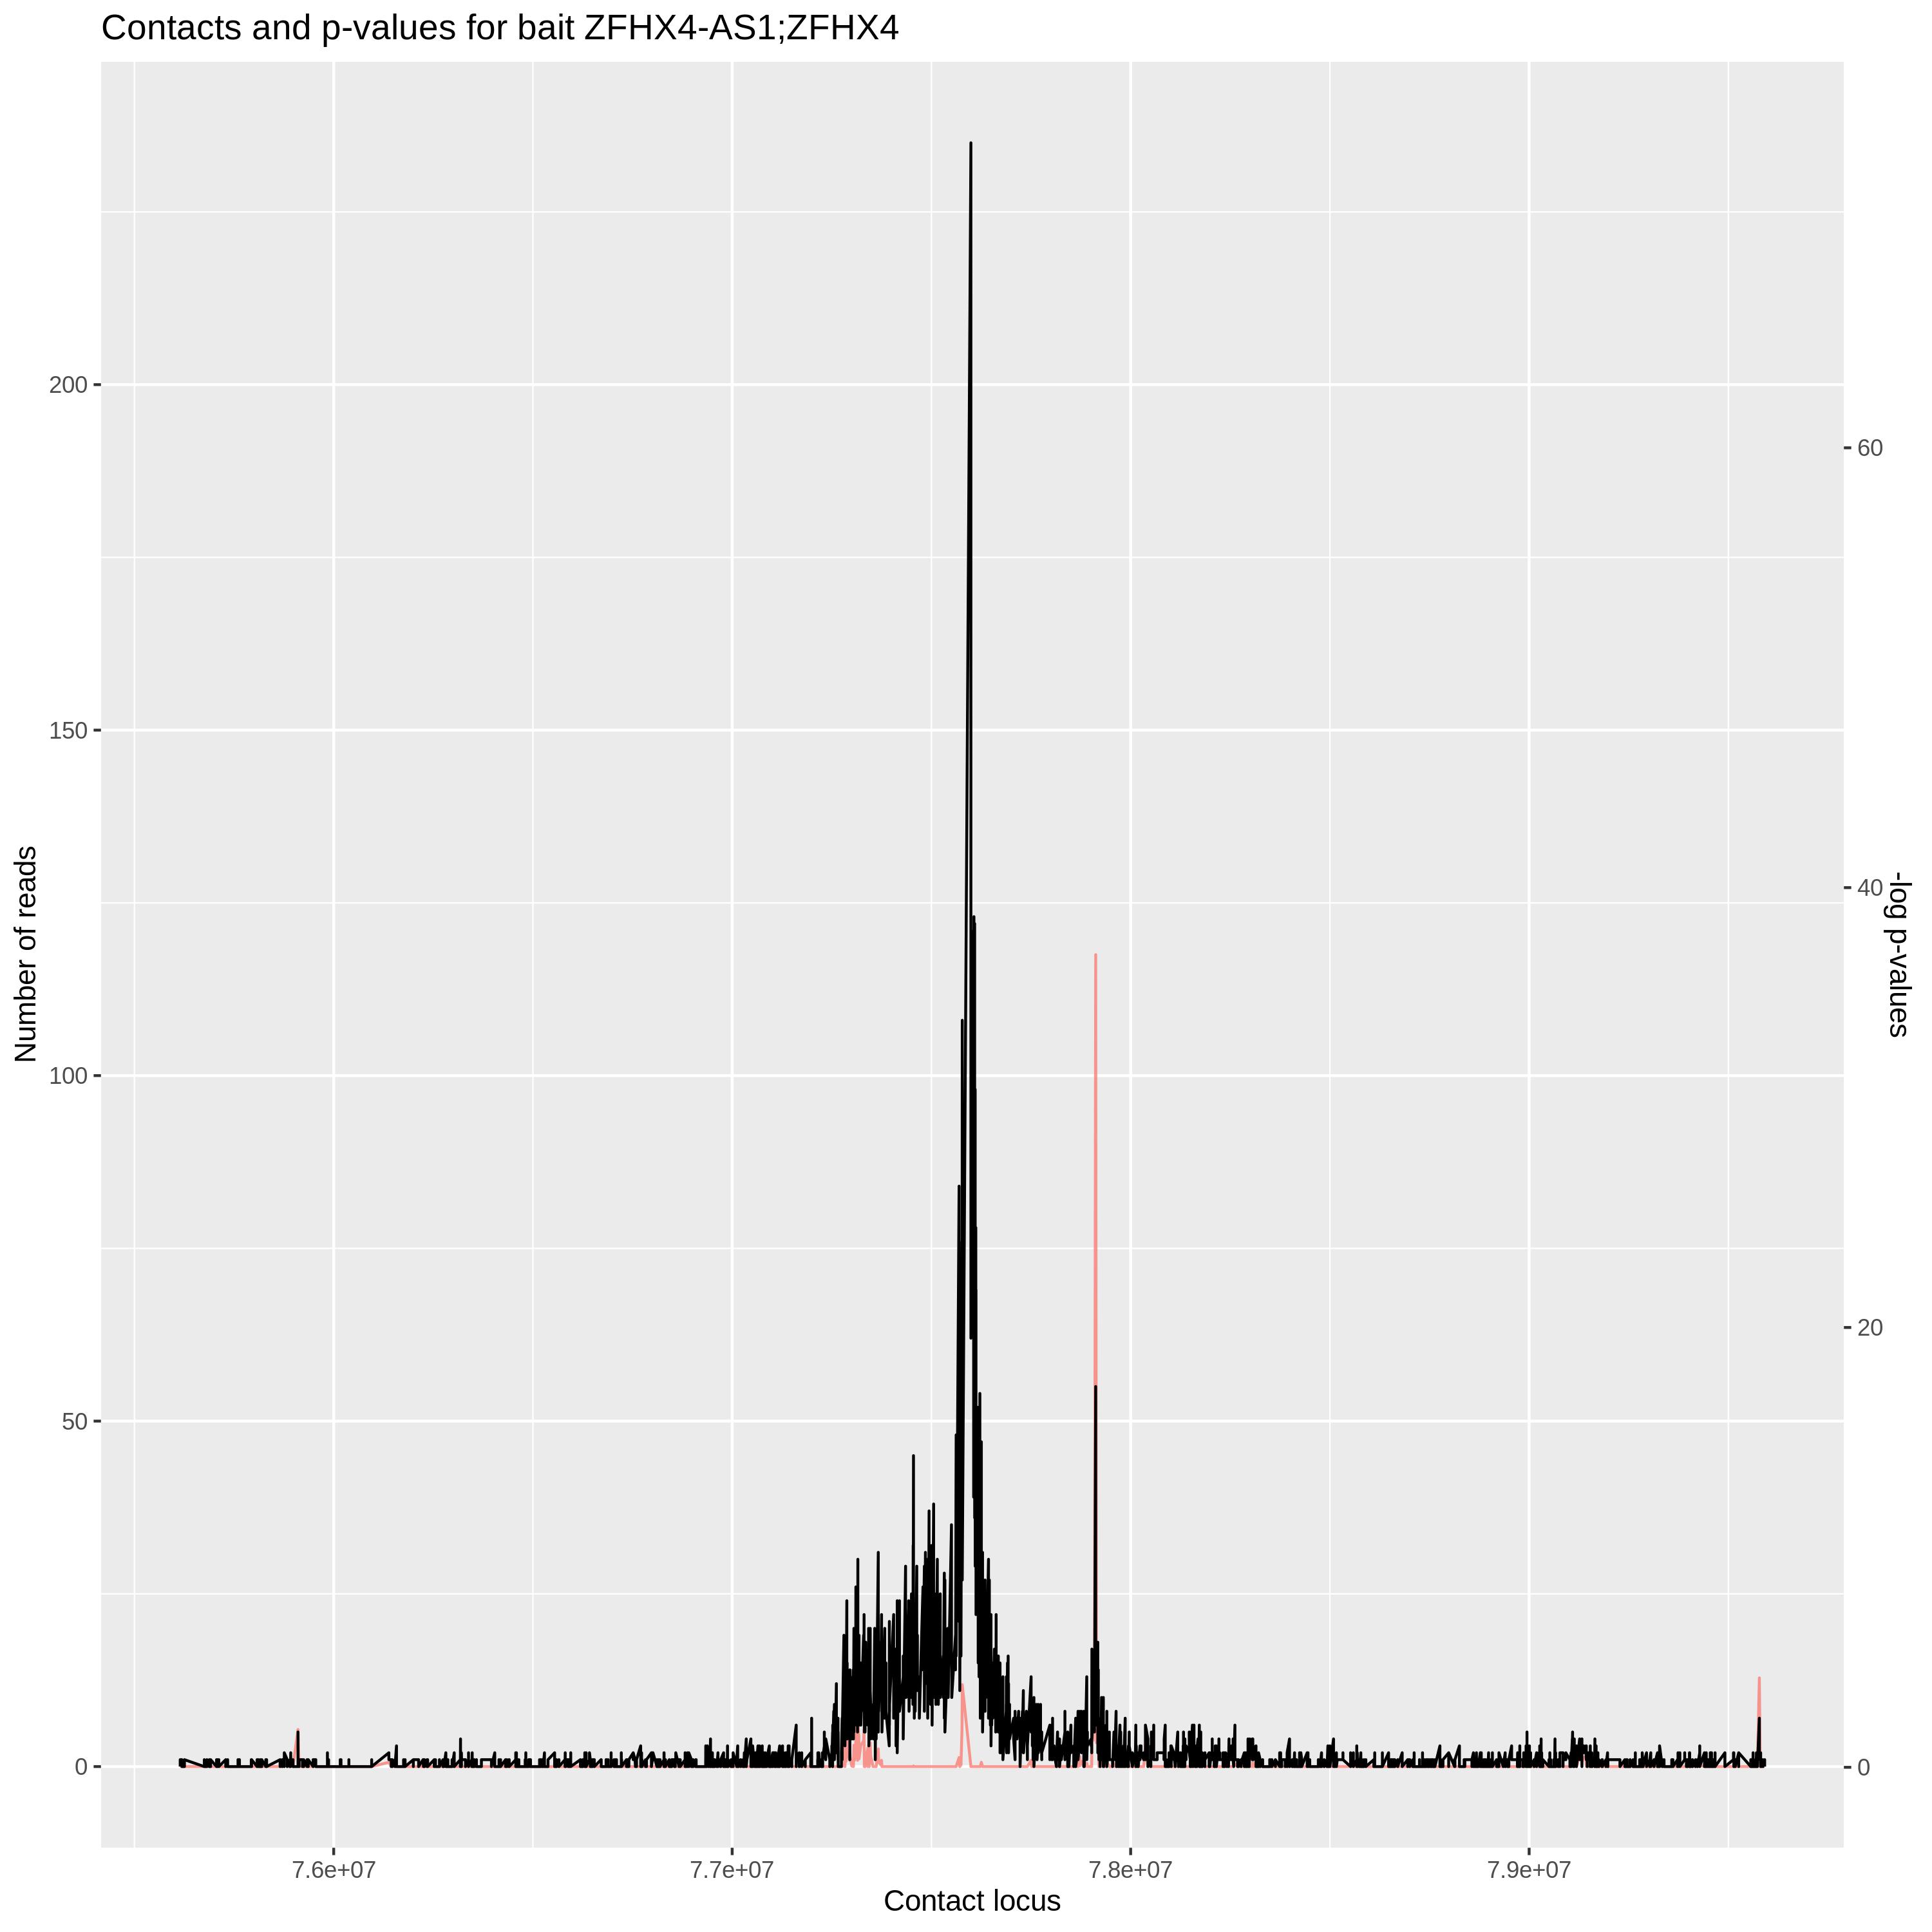 Contacts and p-values for bait ZFHX4-AS1;ZFHX4
200
150
100
50
0
Number of reads
60
40
20
0
-log p-values
7.6e+07
7.7e+07
7.8e+07
7.9e+07
Contact locus